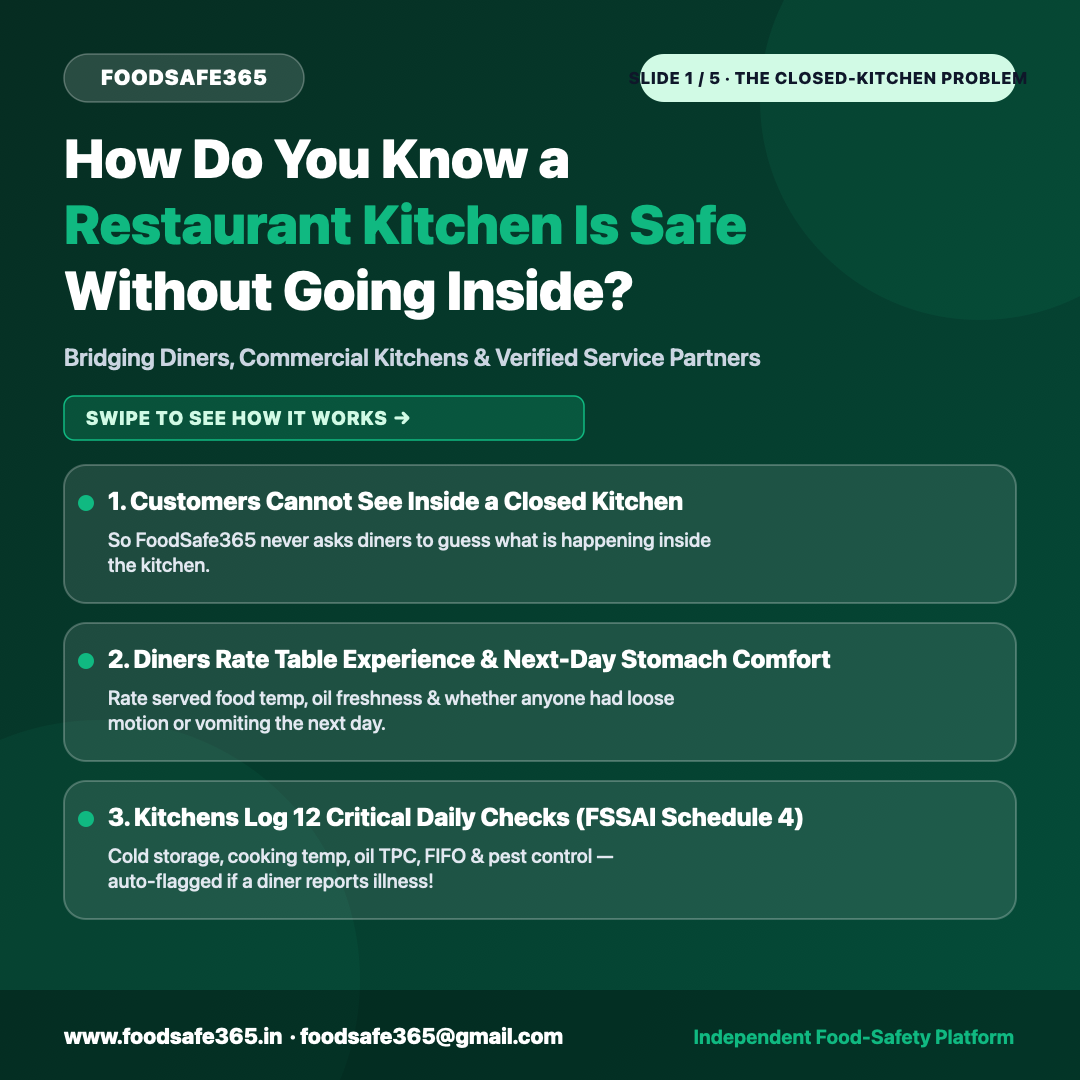 FOODSAFE365
SLIDE 1 / 5 · THE CLOSED-KITCHEN PROBLEM
How Do You Know a
Restaurant Kitchen Is Safe
Without Going Inside?
Bridging Diners, Commercial Kitchens & Verified Service Partners
SWIPE TO SEE HOW IT WORKS →
1. Customers Cannot See Inside a Closed Kitchen
So FoodSafe365 never asks diners to guess what is happening inside
the kitchen.
2. Diners Rate Table Experience & Next-Day Stomach Comfort
Rate served food temp, oil freshness & whether anyone had loose
motion or vomiting the next day.
3. Kitchens Log 12 Critical Daily Checks (FSSAI Schedule 4)
Cold storage, cooking temp, oil TPC, FIFO & pest control —
auto-flagged if a diner reports illness!
www.foodsafe365.in · foodsafe365@gmail.com
Independent Food-Safety Platform